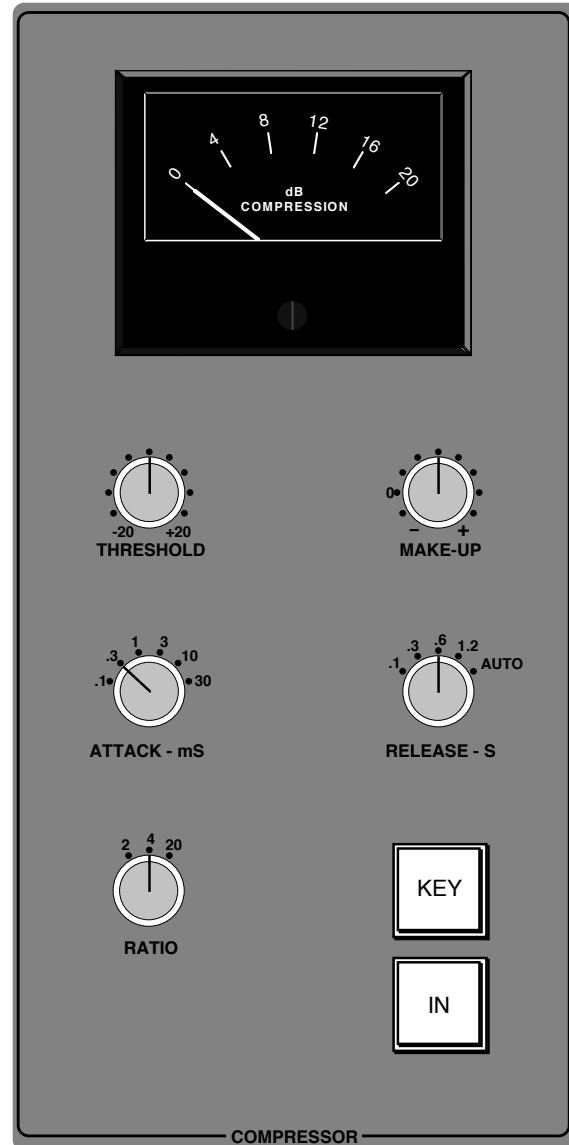 0 4 8 12 16 20
dB
COMPRESSION
0
-20 +20
THRESHOLD
− +
MAKE-UP
.1 .3 1 3 10 30
ATTACK - mS
.1 .3 .6 1.2 AUTO
RELEASE - S
2 4 20
RATIO
KEY
IN
COMPRESSOR